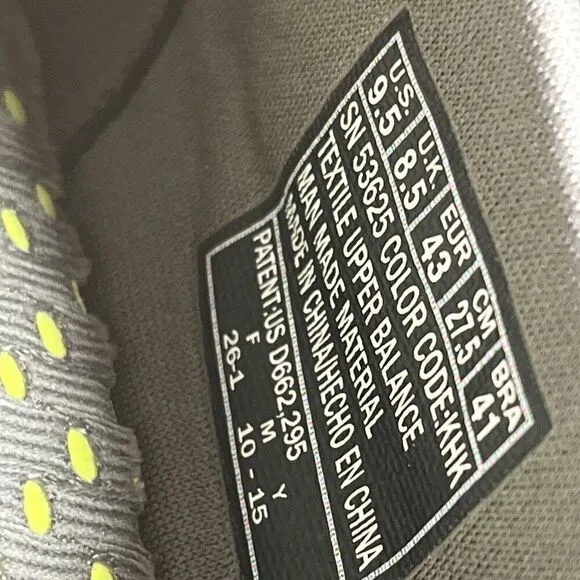 U.S. U.K. EUR CM BRA
9.5 8.5 43 27.5 41
SN 53625 COLOR CODE:KHK
TEXTILE UPPER BALANCE
MAN MADE MATERIAL
MADE IN CHINA/HECHO EN CHINA
PATENT:US D662,295
F M Y
26-1 10 - 15